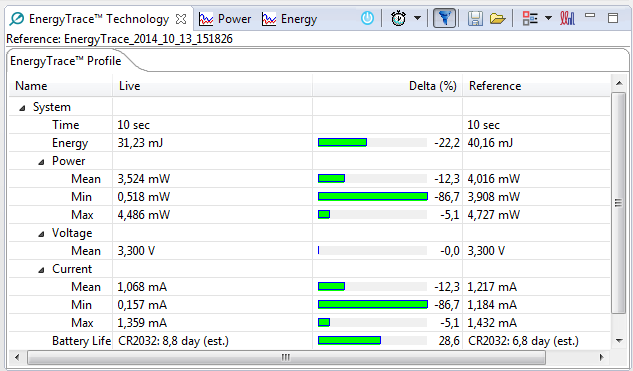 EnergyTrace™ Technology Power Energy
Reference: EnergyTrace_2014_10_13_151826
EnergyTrace™ Profile
Name Live Delta (%) Reference
System
Time 10 sec 10 sec
Energy 31,23 mJ -22,2 40,16 mJ
Power
Mean 3,524 mW -12,3 4,016 mW
Min 0,518 mW -86,7 3,908 mW
Max 4,486 mW -5,1 4,727 mW
Voltage
Mean 3,300 V -0,0 3,300 V
Current
Mean 1,068 mA -12,3 1,217 mA
Min 0,157 mA -86,7 1,184 mA
Max 1,359 mA -5,1 1,432 mA
Battery Life CR2032: 8,8 day (est.) 28,6 CR2032: 6,8 day (est.)